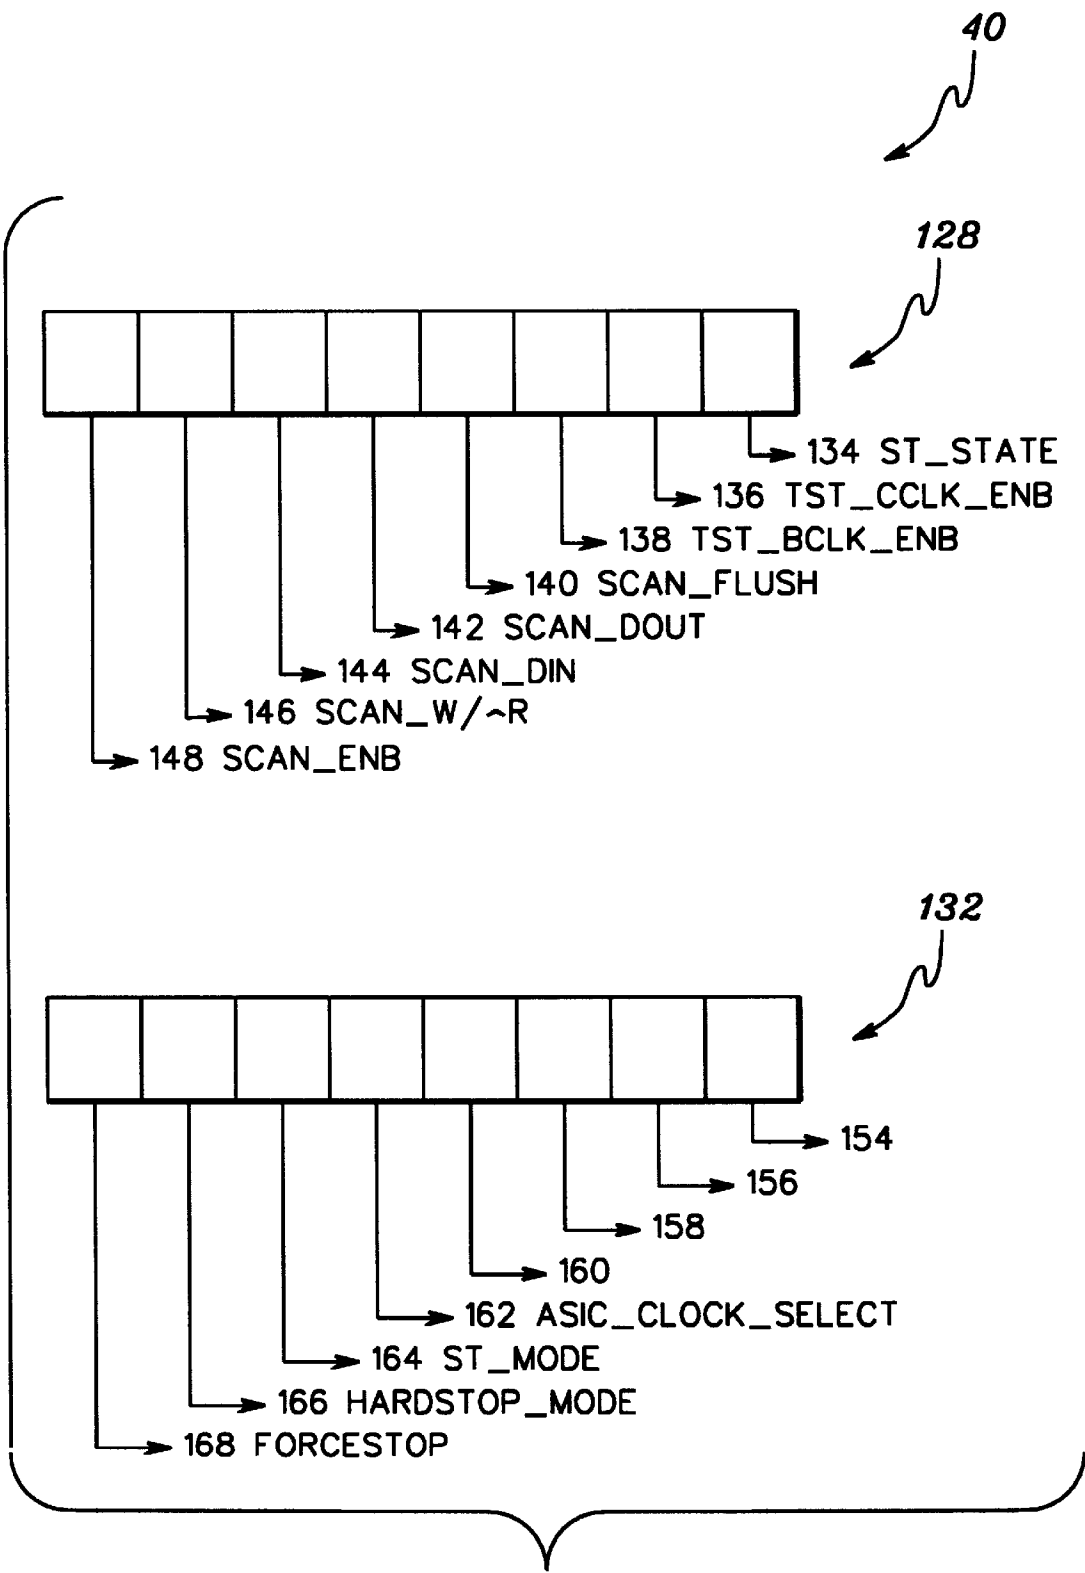 40
128
134 ST_STATE
136 TST_CCLK_ENB
138 TST_BCLK_ENB
140 SCAN_FLUSH
142 SCAN_DOUT
144 SCAN_DIN
146 SCAN_W/~R
148 SCAN_ENB
132
154
156
158
160
162 ASIC_CLOCK_SELECT
164 ST_MODE
166 HARDSTOP_MODE
168 FORCESTOP